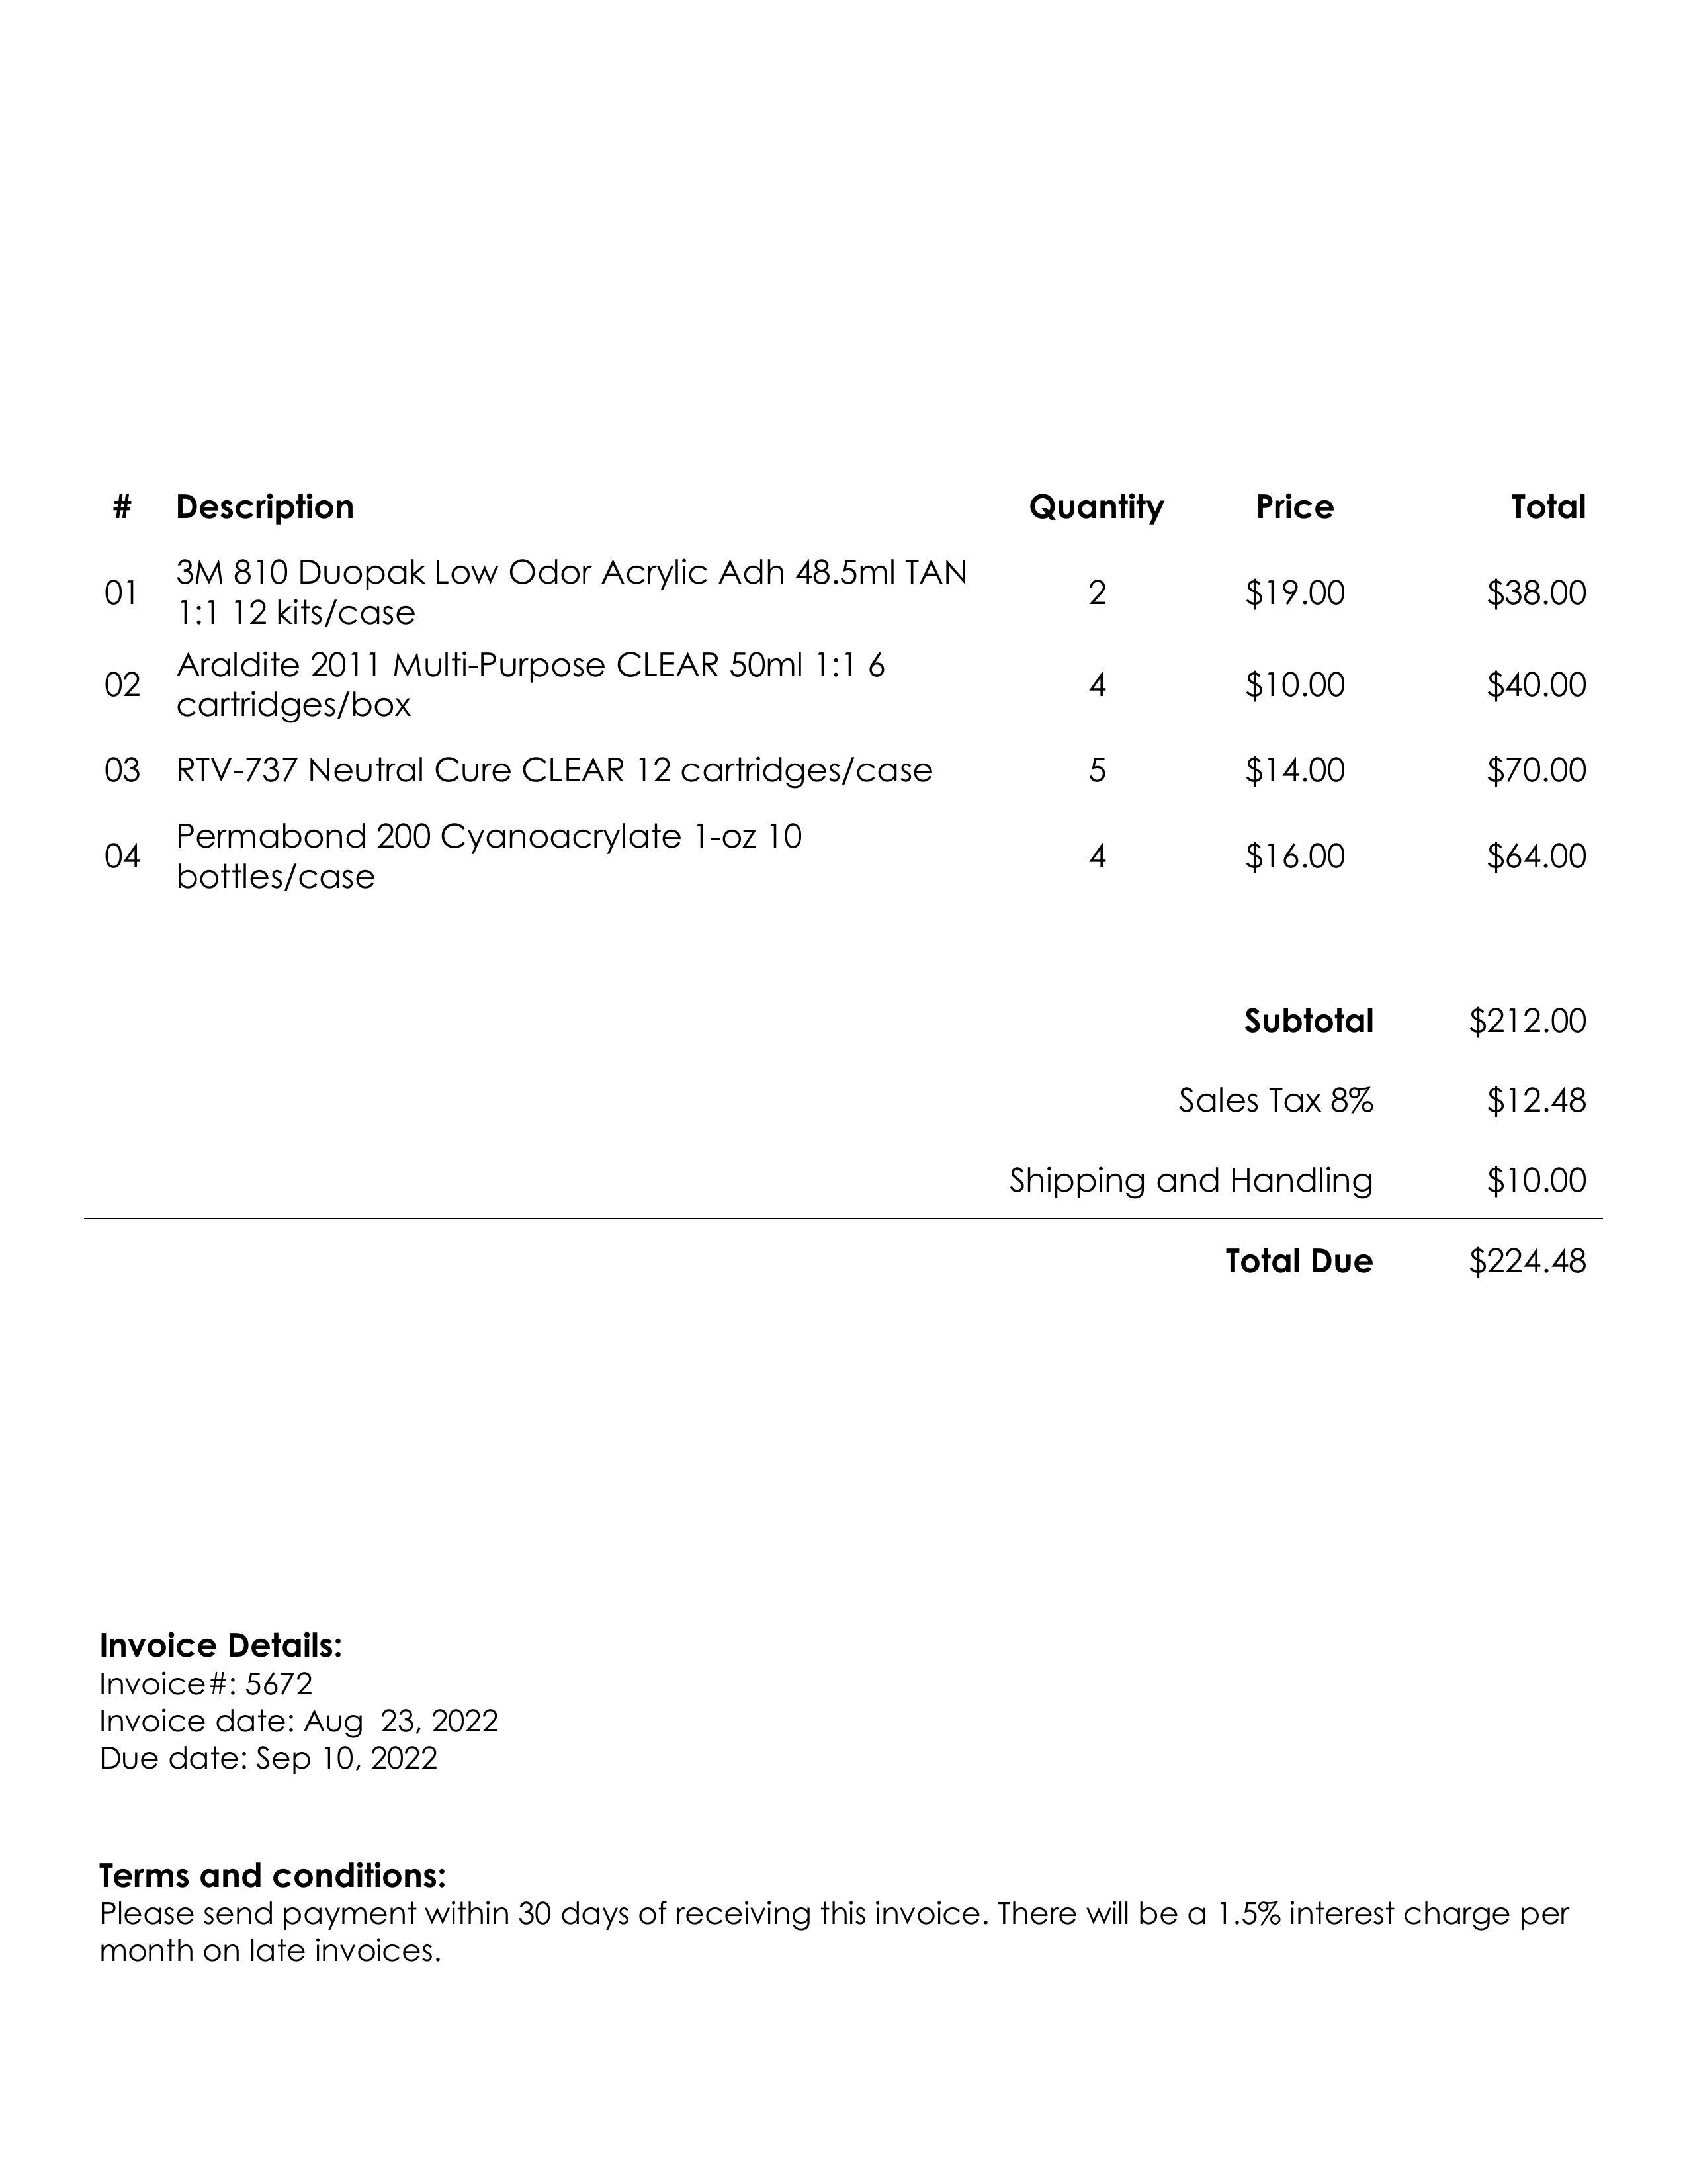 # Description Quantity Price Total
3M 810 Duopak Low Odor Acrylic Adh 48.5ml TAN
01 2 $19.00 $38.00
1:1 12 kits/case
Araldite 2011 Multi-Purpose CLEAR 50ml 1:1 6
02 4 $10.00 $40.00
cartridges/box
03 RTV-737 Neutral Cure CLEAR 12 cartridges/case 5 $14.00 $70.00
Permabond 200 Cyanoacrylate 1-oz 10
04 4 $16.00 $64.00
bottles/case
Subtotal $212.00
Sales Tax 8% $12.48
Shipping and Handling $10.00
Total Due $224.48
Invoice Details:
Invoice#: 5672
Invoice date: Aug  23, 2022
Due date: Sep 10, 2022
Terms and conditions:
Please send payment within 30 days of receiving this invoice. There will be a 1.5% interest charge per
month on late invoices.